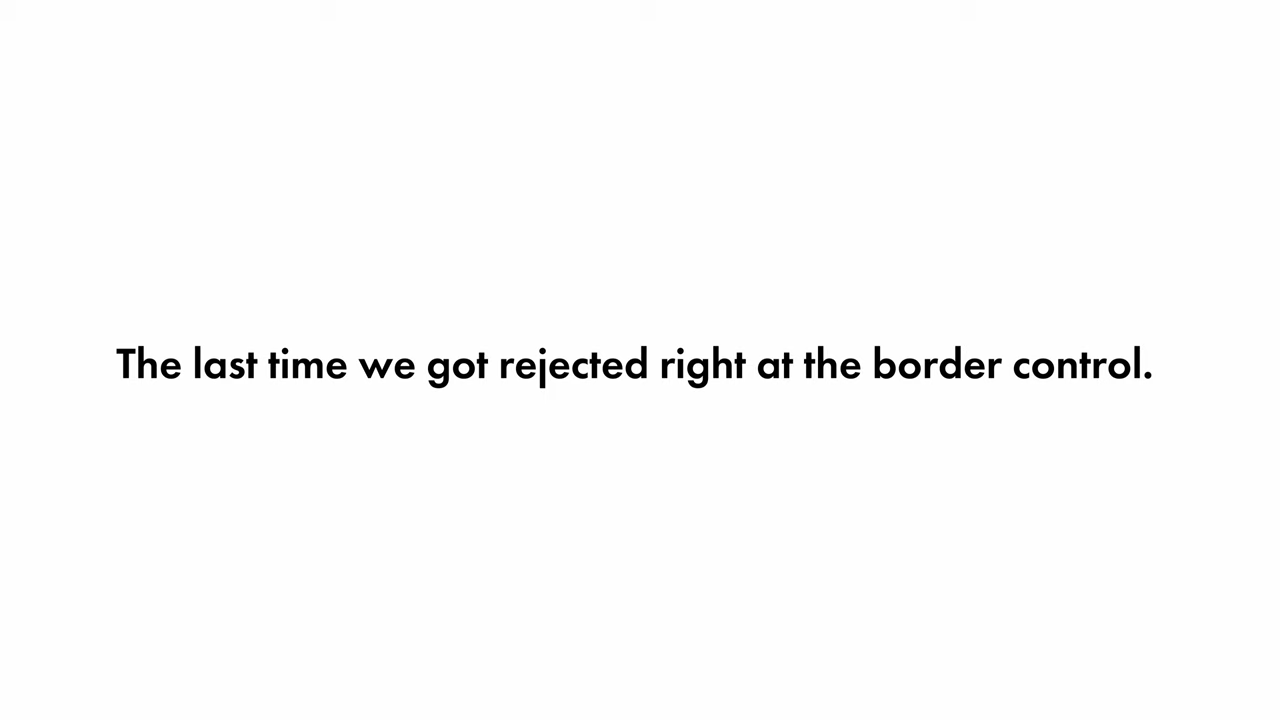 The last time we got rejected right at the border control.